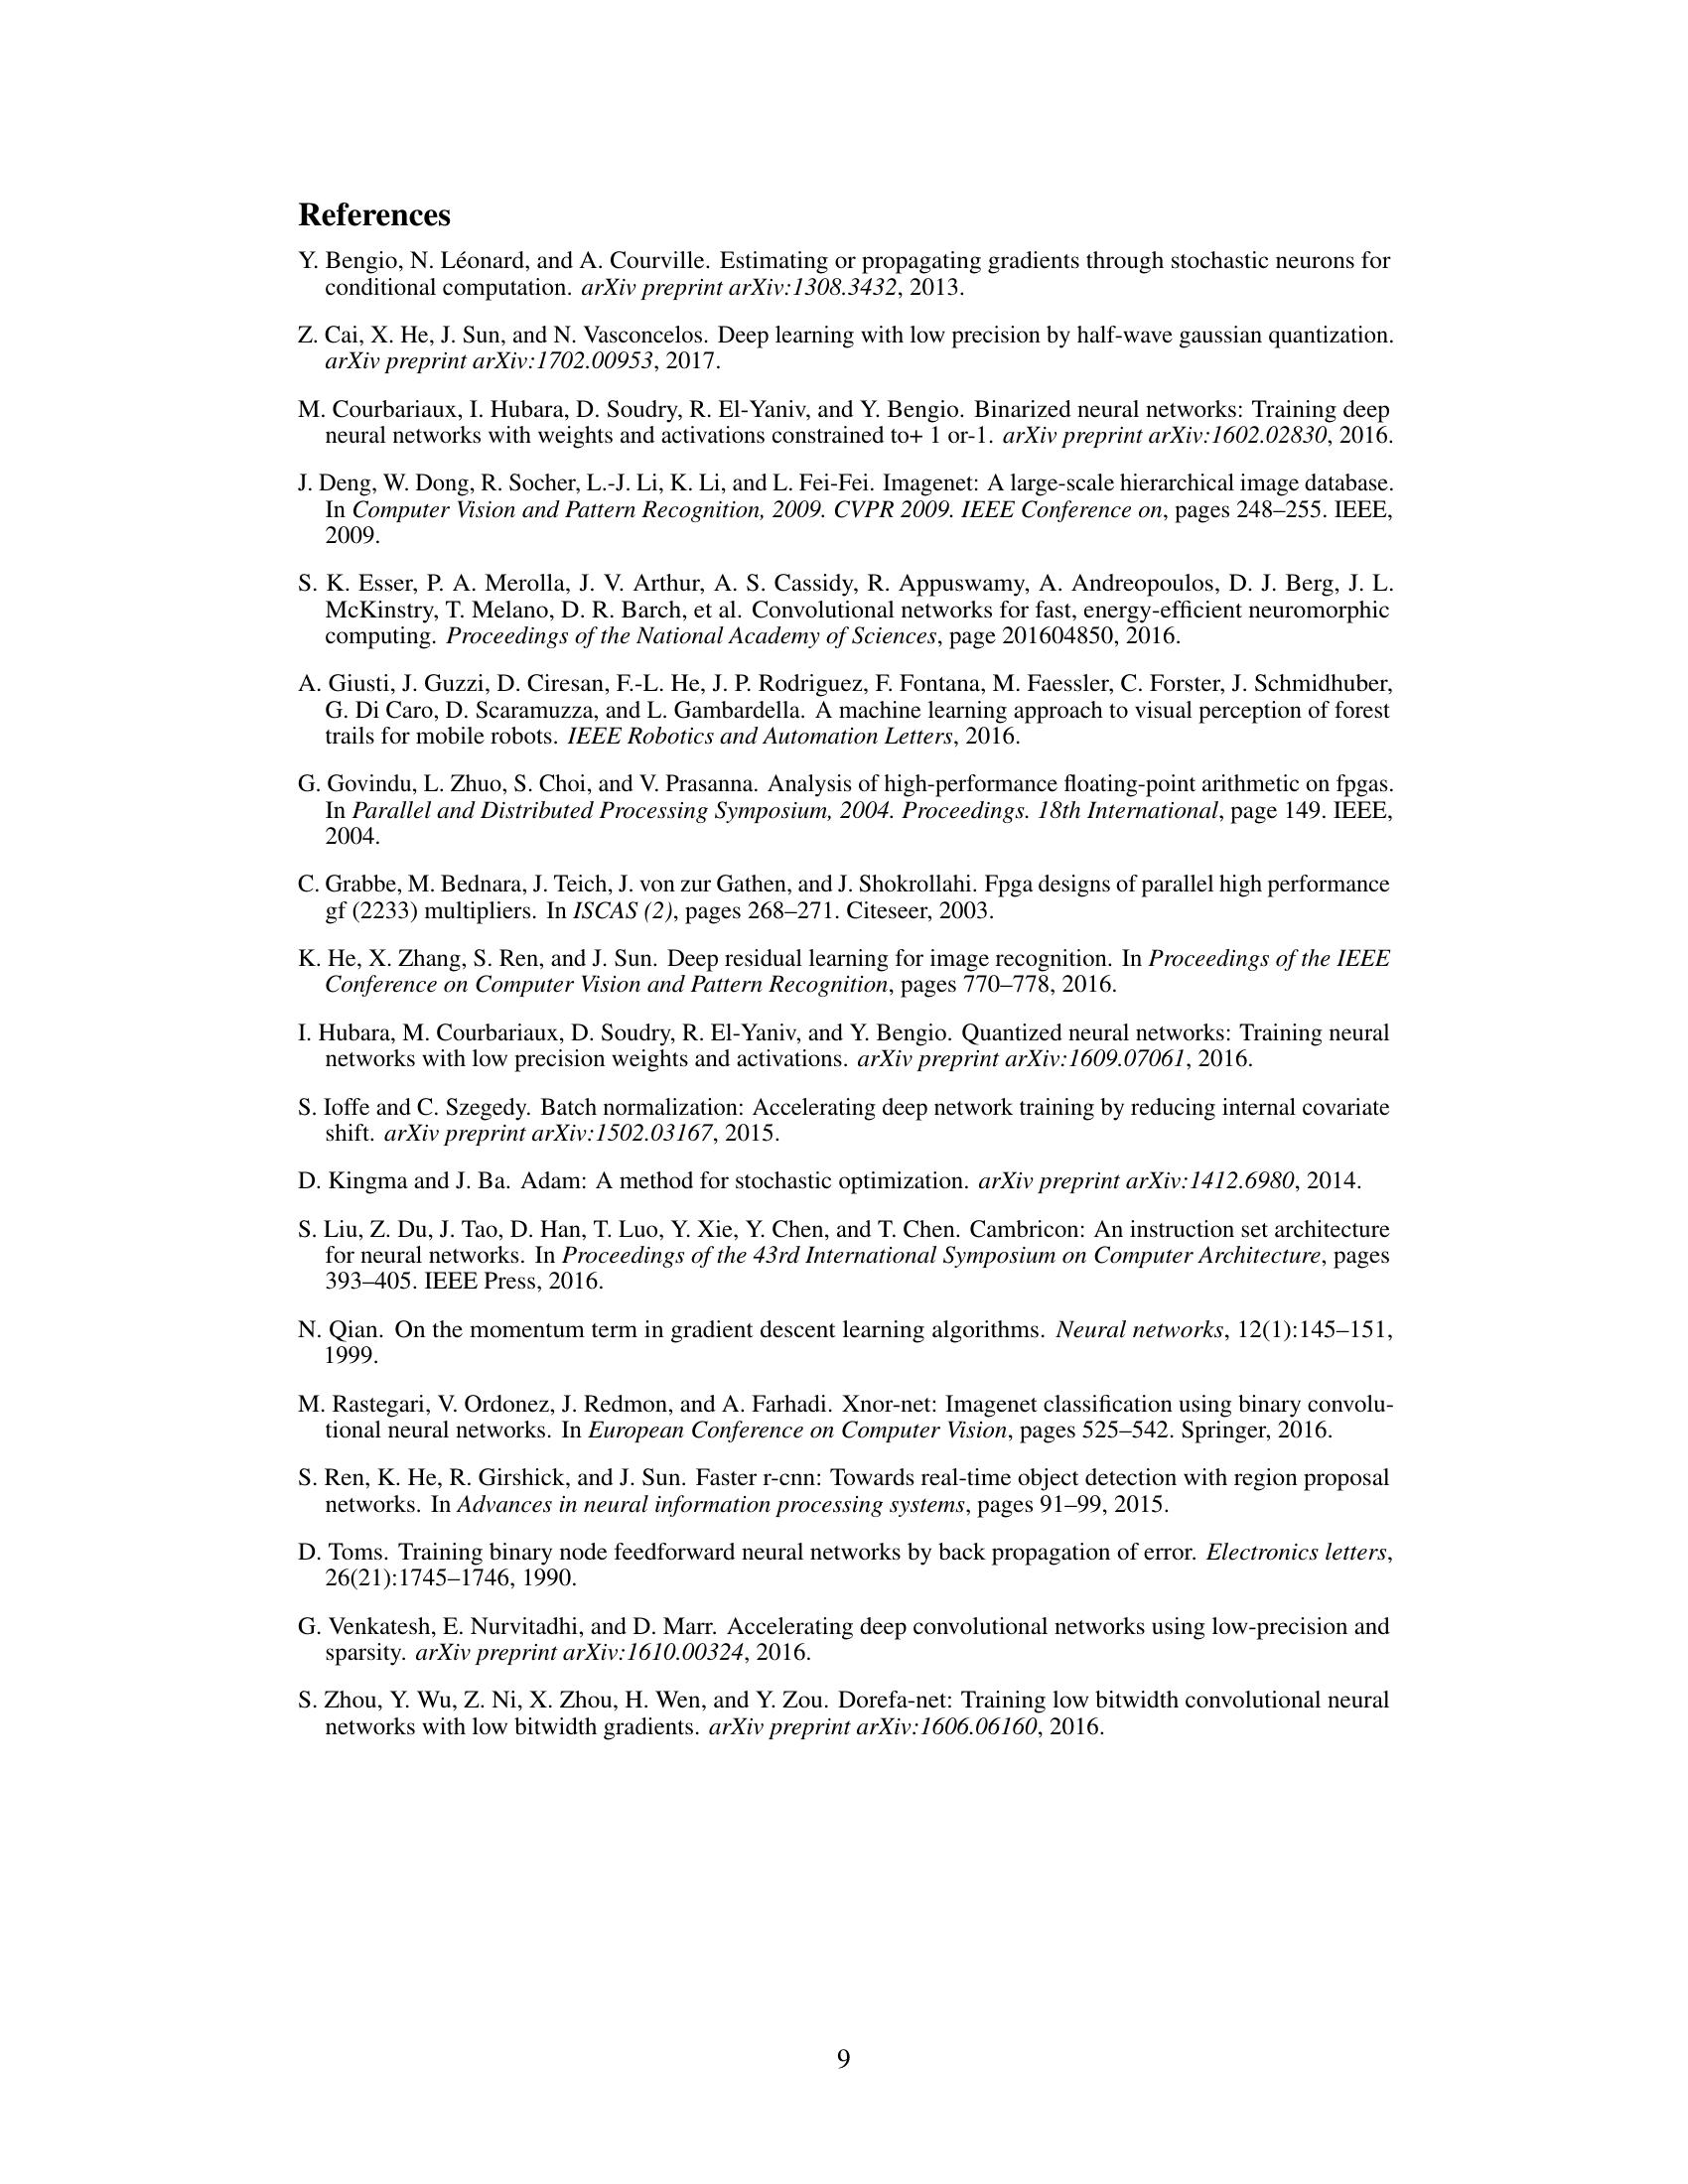 References
Y. Bengio, N. Léonard, and A. Courville. Estimating or propagating gradients through stochastic neurons for
conditional computation. arXiv preprint arXiv:1308.3432, 2013.
Z. Cai, X. He, J. Sun, and N. Vasconcelos. Deep learning with low precision by half-wave gaussian quantization.
arXiv preprint arXiv:1702.00953, 2017.
M. Courbariaux, I. Hubara, D. Soudry, R. El-Yaniv, and Y. Bengio. Binarized neural networks: Training deep
neural networks with weights and activations constrained to+ 1 or-1. arXiv preprint arXiv:1602.02830, 2016.
J. Deng, W. Dong, R. Socher, L.-J. Li, K. Li, and L. Fei-Fei. Imagenet: A large-scale hierarchical image database.
In Computer Vision and Pattern Recognition, 2009. CVPR 2009. IEEE Conference on, pages 248–255. IEEE,
2009.
S. K. Esser, P. A. Merolla, J. V. Arthur, A. S. Cassidy, R. Appuswamy, A. Andreopoulos, D. J. Berg, J. L.
McKinstry, T. Melano, D. R. Barch, et al. Convolutional networks for fast, energy-efficient neuromorphic
computing. Proceedings of the National Academy of Sciences, page 201604850, 2016.
A. Giusti, J. Guzzi, D. Ciresan, F.-L. He, J. P. Rodriguez, F. Fontana, M. Faessler, C. Forster, J. Schmidhuber,
G. Di Caro, D. Scaramuzza, and L. Gambardella. A machine learning approach to visual perception of forest
trails for mobile robots. IEEE Robotics and Automation Letters, 2016.
G. Govindu, L. Zhuo, S. Choi, and V. Prasanna. Analysis of high-performance floating-point arithmetic on fpgas.
In Parallel and Distributed Processing Symposium, 2004. Proceedings. 18th International, page 149. IEEE,
2004.
C. Grabbe, M. Bednara, J. Teich, J. von zur Gathen, and J. Shokrollahi. Fpga designs of parallel high performance
gf (2233) multipliers. In ISCAS (2), pages 268–271. Citeseer, 2003.
K. He, X. Zhang, S. Ren, and J. Sun. Deep residual learning for image recognition. In Proceedings of the IEEE
Conference on Computer Vision and Pattern Recognition, pages 770–778, 2016.
I. Hubara, M. Courbariaux, D. Soudry, R. El-Yaniv, and Y. Bengio. Quantized neural networks: Training neural
networks with low precision weights and activations. arXiv preprint arXiv:1609.07061, 2016.
S. Ioffe and C. Szegedy. Batch normalization: Accelerating deep network training by reducing internal covariate
shift. arXiv preprint arXiv:1502.03167, 2015.
D. Kingma and J. Ba. Adam: A method for stochastic optimization. arXiv preprint arXiv:1412.6980, 2014.
S. Liu, Z. Du, J. Tao, D. Han, T. Luo, Y. Xie, Y. Chen, and T. Chen. Cambricon: An instruction set architecture
for neural networks. In Proceedings of the 43rd International Symposium on Computer Architecture, pages
393–405. IEEE Press, 2016.
N. Qian. On the momentum term in gradient descent learning algorithms. Neural networks, 12(1):145–151,
1999.
M. Rastegari, V. Ordonez, J. Redmon, and A. Farhadi. Xnor-net: Imagenet classification using binary convolu-
tional neural networks. In European Conference on Computer Vision, pages 525–542. Springer, 2016.
S. Ren, K. He, R. Girshick, and J. Sun. Faster r-cnn: Towards real-time object detection with region proposal
networks. In Advances in neural information processing systems, pages 91–99, 2015.
D. Toms. Training binary node feedforward neural networks by back propagation of error. Electronics letters,
26(21):1745–1746, 1990.
G. Venkatesh, E. Nurvitadhi, and D. Marr. Accelerating deep convolutional networks using low-precision and
sparsity. arXiv preprint arXiv:1610.00324, 2016.
S. Zhou, Y. Wu, Z. Ni, X. Zhou, H. Wen, and Y. Zou. Dorefa-net: Training low bitwidth convolutional neural
networks with low bitwidth gradients. arXiv preprint arXiv:1606.06160, 2016.
9